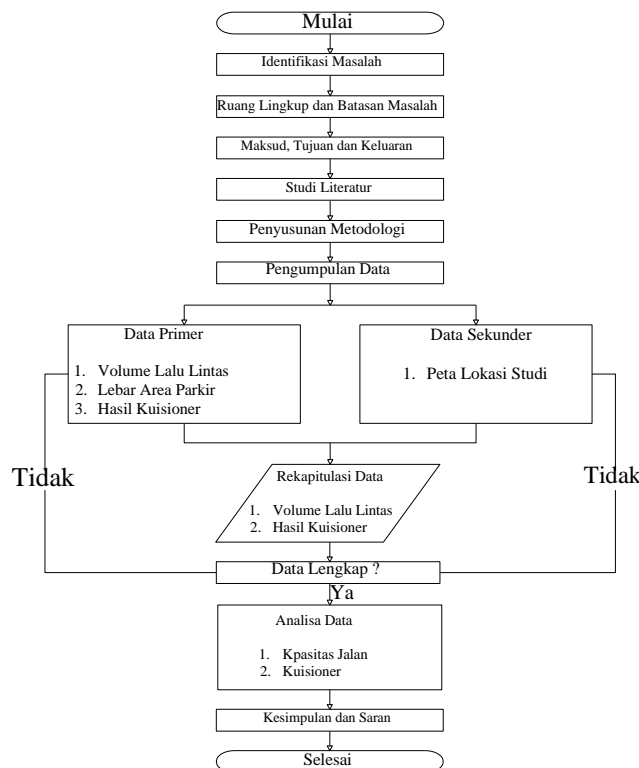 Mulai
Identifikasi Masalah
Ruang Lingkup dan Batasan Masalah
Maksud, Tujuan dan Keluaran
Studi Literatur
Penyusunan Metodologi
Pengumpulan Data
Data Primer
1. Volume Lalu Lintas
2. Lebar Area Parkir
3. Hasil Kuisioner
Data Sekunder
1. Peta Lokasi Studi
Tidak
Tidak
Rekapitulasi Data
1. Volume Lalu Lintas
2. Hasil Kuisioner
Data Lengkap ?
Ya
Analisa Data
1. Kpasitas Jalan
2. Kuisioner
Kesimpulan dan Saran
Selesai